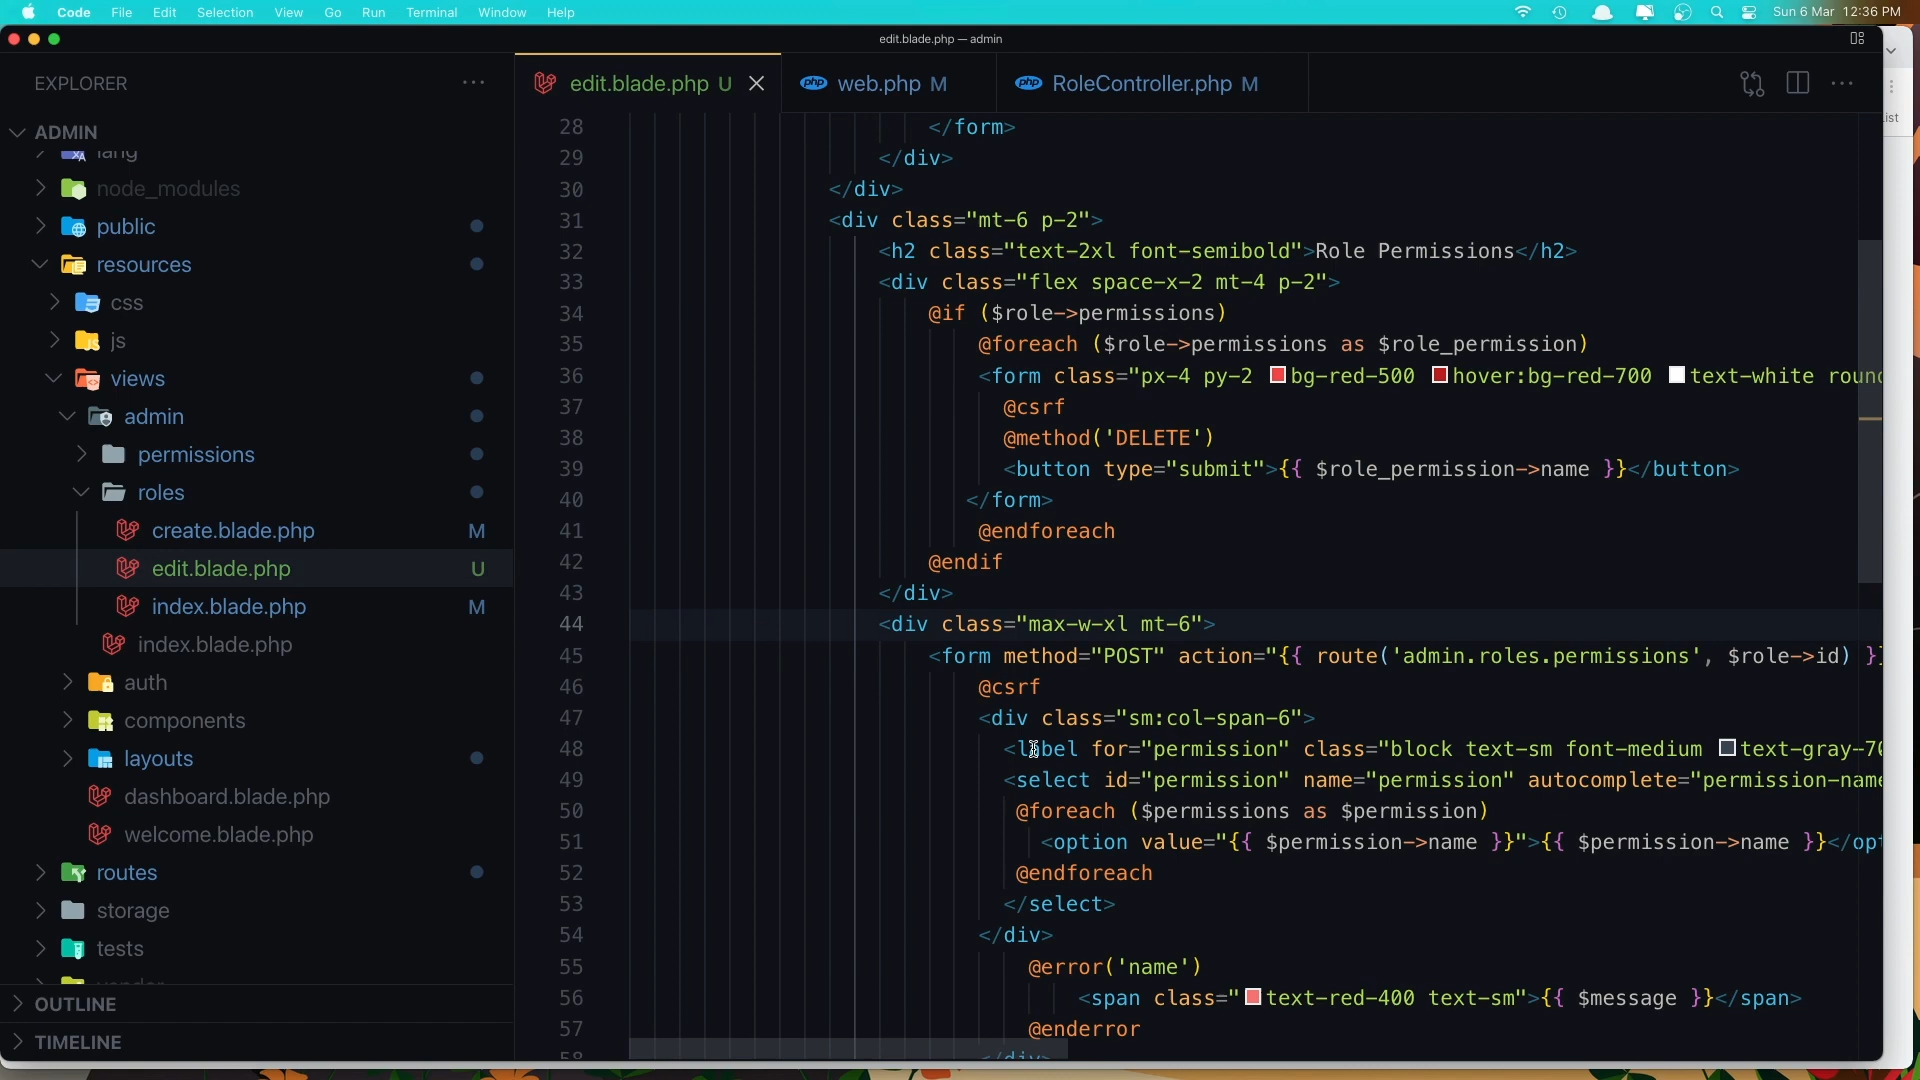 Code File Edit Selection View Go Run Terminal Window Help Sun 6 Mar 12:36 PM
edit.blade.php — admin
EXPLORER
edit.blade.php U
web.php M
RoleController.php M
ADMIN
lang
node_modules
public
resources
css
js
views
admin
permissions
roles
create.blade.php M
edit.blade.php U
index.blade.php M
index.blade.php
auth
components
layouts
dashboard.blade.php
welcome.blade.php
routes
storage
tests
OUTLINE
TIMELINE
28 </form>
29 </div>
30 </div>
31 <div class="mt-6 p-2">
32 <h2 class="text-2xl font-semibold">Role Permissions</h2>
33 <div class="flex space-x-2 mt-4 p-2">
34 @if ($role->permissions)
35 @foreach ($role->permissions as $role_permission)
36 <form class="px-4 py-2 bg-red-500 hover:bg-red-700 text-white
37 @csrf
38 @method('DELETE')
39 <button type="submit">{{ $role_permission->name }}</button>
40 </form>
41 @endforeach
42 @endif
43 </div>
44 <div class="max-w-xl mt-6">
45 <form method="POST" action="{{ route('admin.roles.permissions', $role->id) }
46 @csrf
47 <div class="sm:col-span-6">
48 <label for="permission" class="block text-sm font-medium text-gray-70
49 <select id="permission" name="permission" autocomplete="permission-name
50 @foreach ($permissions as $permission)
51 <option value="{{ $permission->name }}">{{ $permission->name }}</opt
52 @endforeach
53 </select>
54 </div>
55 @error('name')
56 <span class="text-red-400 text-sm">{{ $message }}</span>
57 @enderror
58 </div>